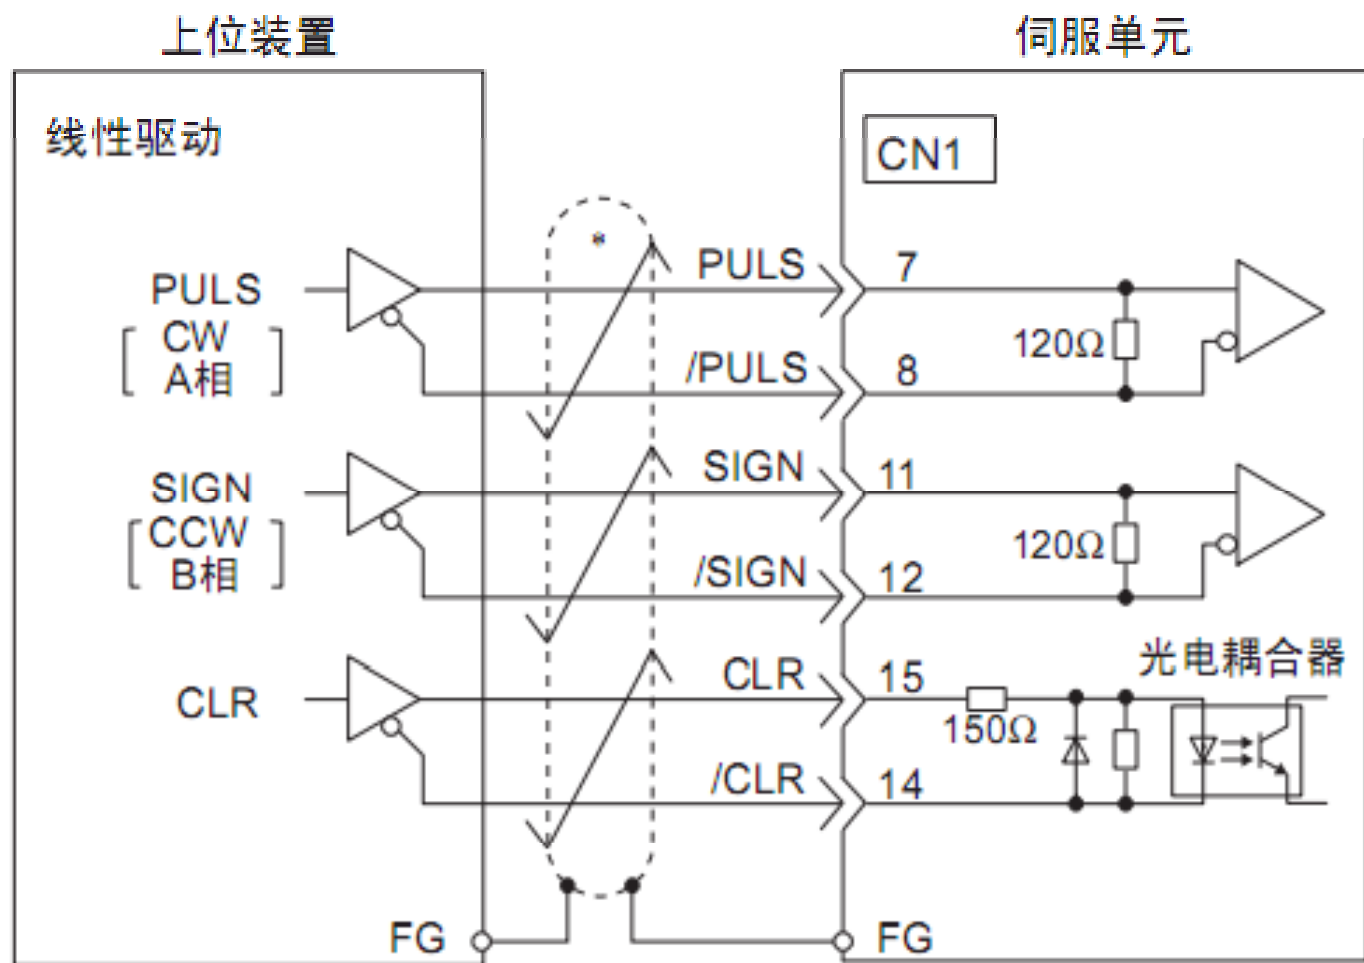 上位装置
伺服单元
线性驱动
CN1
*
PULS
7
PULS
CW
A相
120Ω
/PULS
8
SIGN
11
SIGN
CCW
B相
120Ω
/SIGN
12
光电耦合器
CLR
15
CLR
150Ω
/CLR
14
FG
FG